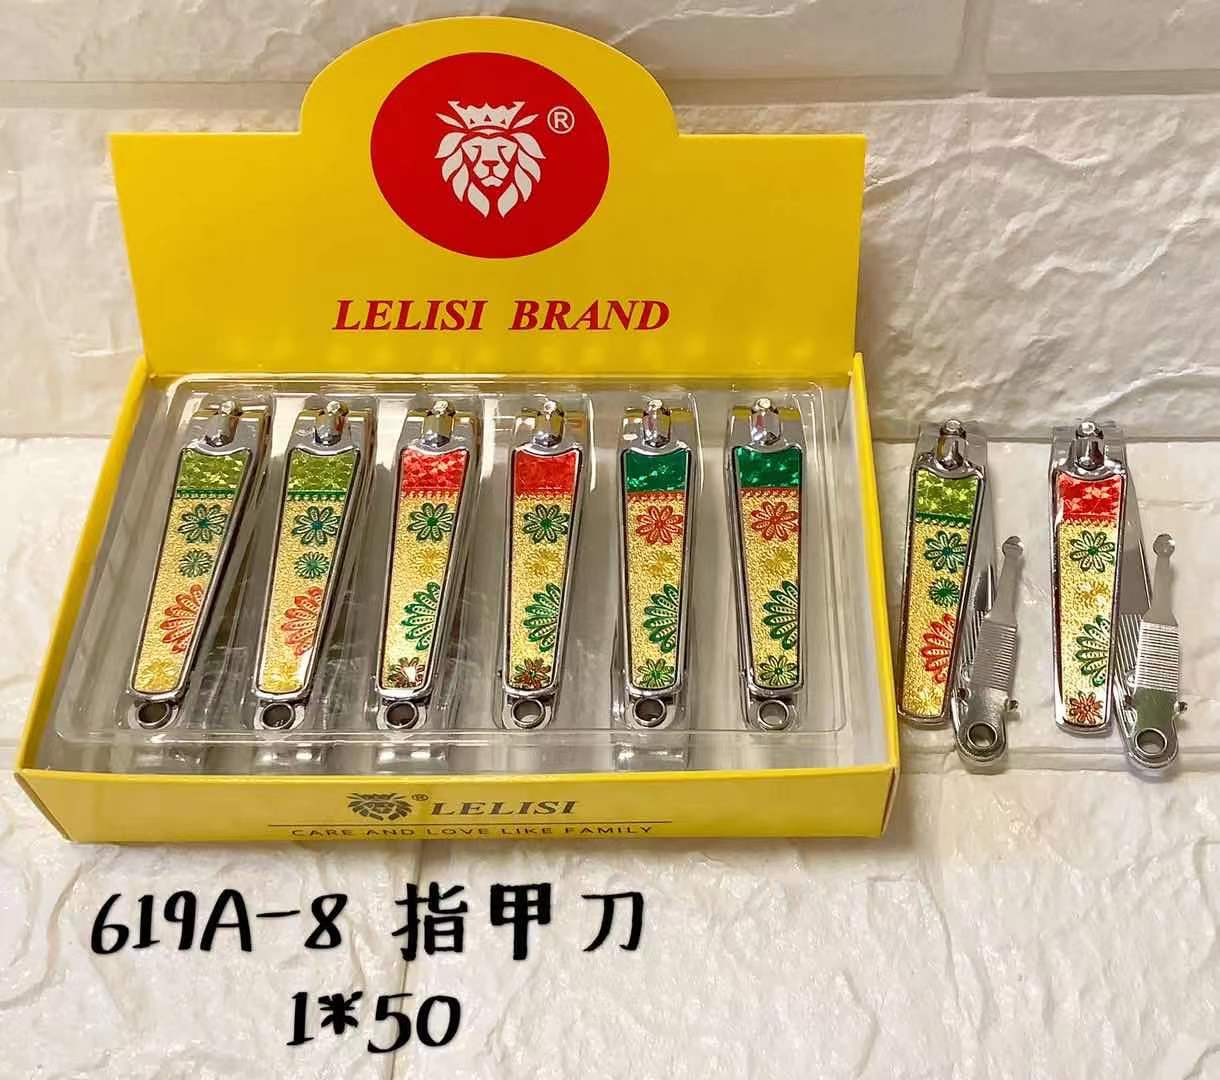 ®
LELISI BRAND
® LELISI
CARE AND LOVE LIKE FAMILY
619A-8 指甲刀
1*50